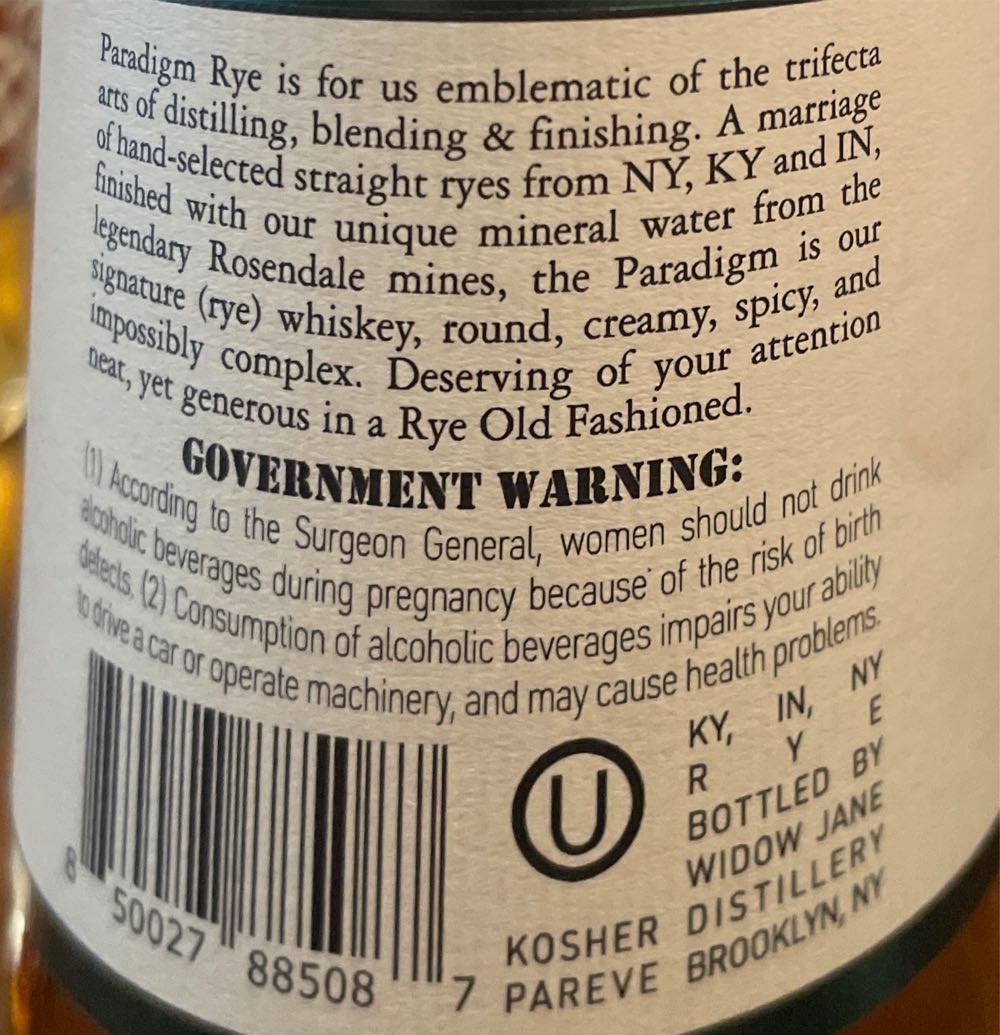 Paradigm Rye is for us emblematic of the trifecta
arts of distilling, blending & finishing. A marriage
of hand-selected straight ryes from NY, KY and IN,
finished with our unique mineral water from the
legendary Rosendale mines, the Paradigm is our
signature (rye) whiskey, round, creamy, spicy, and
impossibly complex. Deserving of your attention
neat, yet generous in a Rye Old Fashioned.
GOVERNMENT WARNING:
(1) According to the Surgeon General, women should not drink
alcoholic beverages during pregnancy because of the risk of birth
defects. (2) Consumption of alcoholic beverages impairs your ability
to drive a car or operate machinery, and may cause health problems.
8 50027 88508 7
U
KOSHER
PAREVE
KY, IN, NY
R Y E
BOTTLED BY
WIDOW JANE
DISTILLERY
BROOKLYN, NY